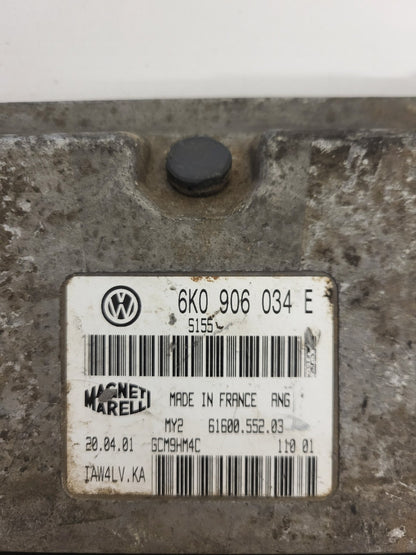 6K0 906 034 E
S155
MAGNETI MARELLI
MADE IN FRANCE ANG
MY2 61600.552.03
20.04.01 GCM9HM4C 110 01
IAW4LV.KA